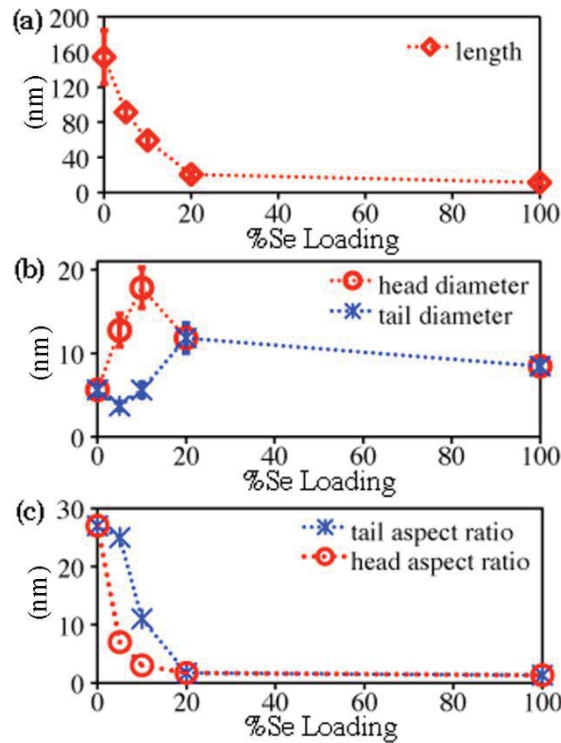 (a)
200
160
120
80
40
0
(nm)
length
0 20 40 60 80 100
%Se Loading
(b)
20
10
0
(nm)
head diameter
tail diameter
0 20 40 60 80 100
%Se Loading
(c)
30
20
10
0
(nm)
tail aspect ratio
head aspect ratio
0 20 40 60 80 100
%Se Loading